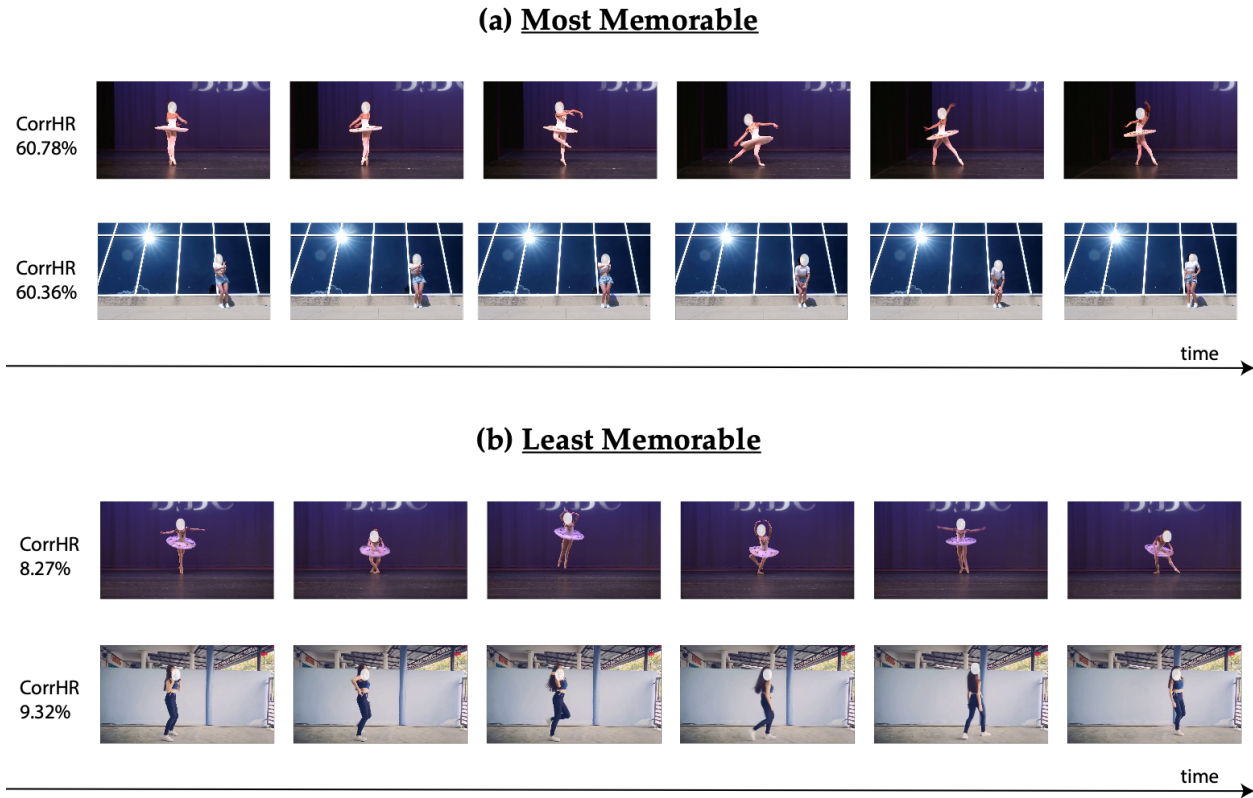 (a) Most Memorable
CorrHR
60.78%
CorrHR
60.36%
time
(b) Least Memorable
CorrHR
8.27%
CorrHR
9.32%
time